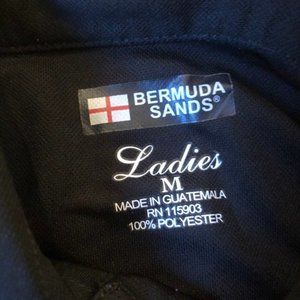 BERMUDA
SANDS®
Ladies
M
MADE IN GUATEMALA
RN 115903
100% POLYESTER